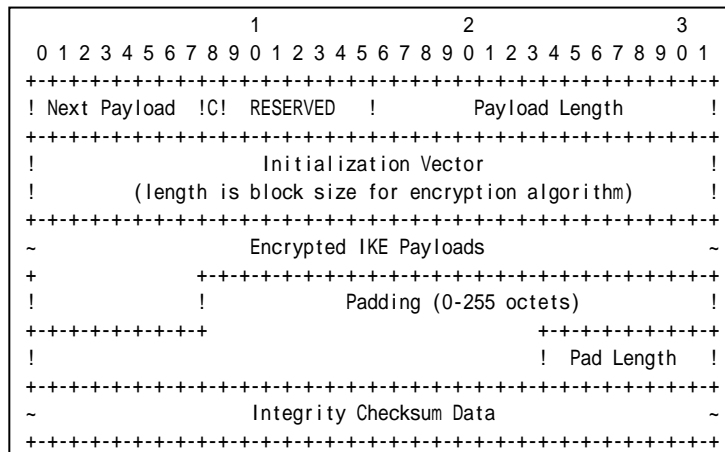 1                   2                   3
 0 1 2 3 4 5 6 7 8 9 0 1 2 3 4 5 6 7 8 9 0 1 2 3 4 5 6 7 8 9 0 1
+-+-+-+-+-+-+-+-+-+-+-+-+-+-+-+-+-+-+-+-+-+-+-+-+-+-+-+-+-+-+-+-+
! Next Payload  !C!  RESERVED   !         Payload Length        !
+-+-+-+-+-+-+-+-+-+-+-+-+-+-+-+-+-+-+-+-+-+-+-+-+-+-+-+-+-+-+-+-+
!                     Initialization Vector                     !
!         (length is block size for encryption algorithm)       !
+-+-+-+-+-+-+-+-+-+-+-+-+-+-+-+-+-+-+-+-+-+-+-+-+-+-+-+-+-+-+-+-+
~                    Encrypted IKE Payloads                     ~
+               +-+-+-+-+-+-+-+-+-+-+-+-+-+-+-+-+-+-+-+-+-+-+-+-+
!               !             Padding (0-255 octets)            !
+-+-+-+-+-+-+-+-+                               +-+-+-+-+-+-+-+-+
!                                               !  Pad Length   !
+-+-+-+-+-+-+-+-+-+-+-+-+-+-+-+-+-+-+-+-+-+-+-+-+-+-+-+-+-+-+-+-+
~                    Integrity Checksum Data                    ~
+-+-+-+-+-+-+-+-+-+-+-+-+-+-+-+-+-+-+-+-+-+-+-+-+-+-+-+-+-+-+-+-+